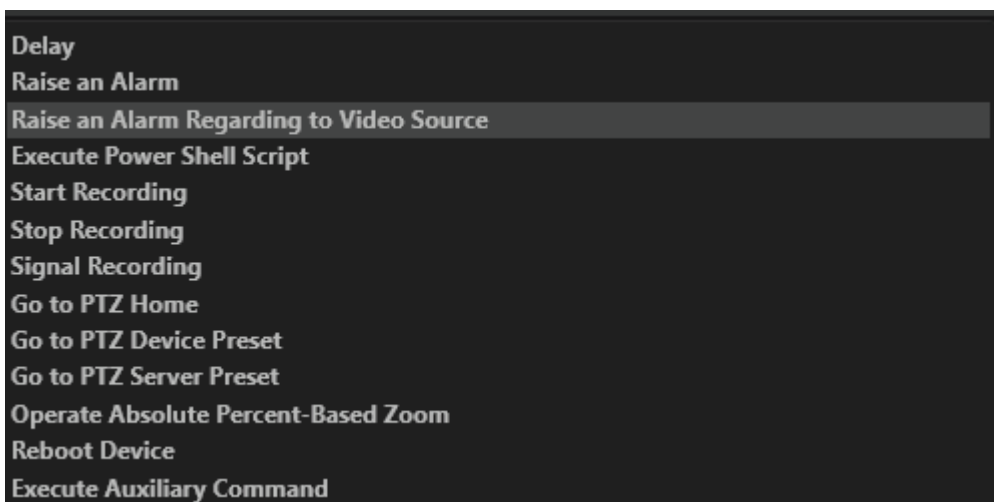 Delay
Raise an Alarm
Raise an Alarm Regarding to Video Source
Execute Power Shell Script
Start Recording
Stop Recording
Signal Recording
Go to PTZ Home
Go to PTZ Device Preset
Go to PTZ Server Preset
Operate Absolute Percent-Based Zoom
Reboot Device
Execute Auxiliary Command